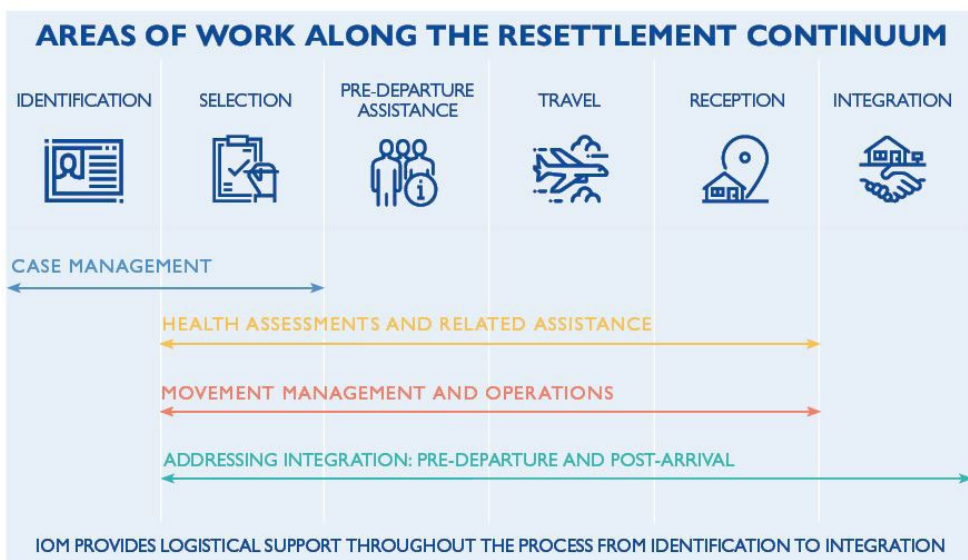 AREAS OF WORK ALONG THE RESETTLEMENT CONTINUUM
IDENTIFICATION
SELECTION
PRE-DEPARTURE
ASSISTANCE
TRAVEL
RECEPTION
INTEGRATION
i
CASE MANAGEMENT
HEALTH ASSESSMENTS AND RELATED ASSISTANCE
MOVEMENT MANAGEMENT AND OPERATIONS
ADDRESSING INTEGRATION: PRE-DEPARTURE AND POST-ARRIVAL
IOM PROVIDES LOGISTICAL SUPPORT THROUGHOUT THE PROCESS FROM IDENTIFICATION TO INTEGRATION